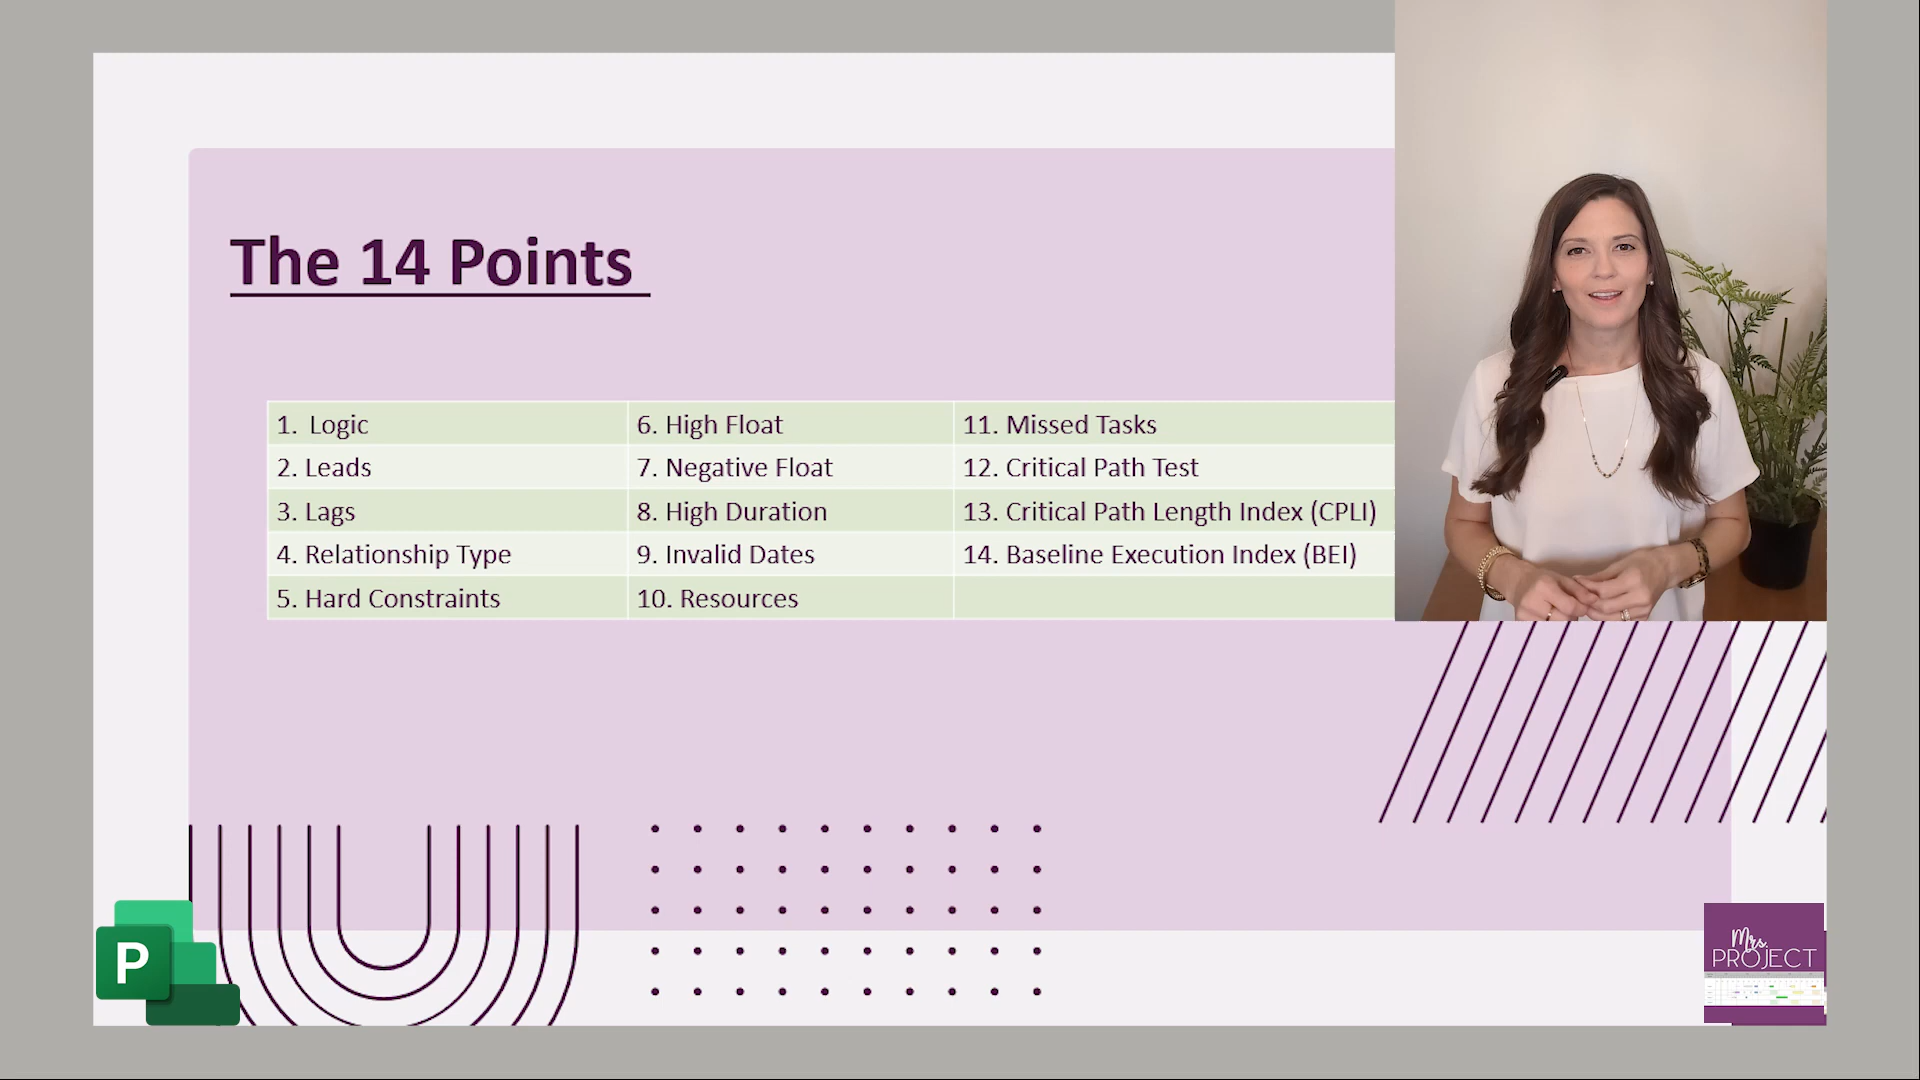 The 14 Points
1. Logic
2. Leads
3. Lags
4. Relationship Type
5. Hard Constraints
6. High Float
7. Negative Float
8. High Duration
9. Invalid Dates
10. Resources
11. Missed Tasks
12. Critical Path Test
13. Critical Path Length Index (CPLI)
14. Baseline Execution Index (BEI)
P
Mrs.
PROJECT